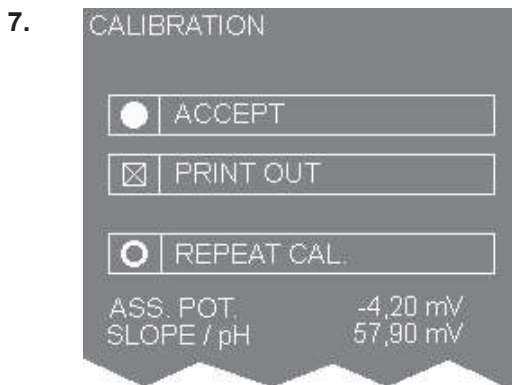 7.
CALIBRATION
ACCEPT
PRINT OUT
REPEAT CAL.
ASS. POT. -4,20 mV
SLOPE / pH 57,90 mV